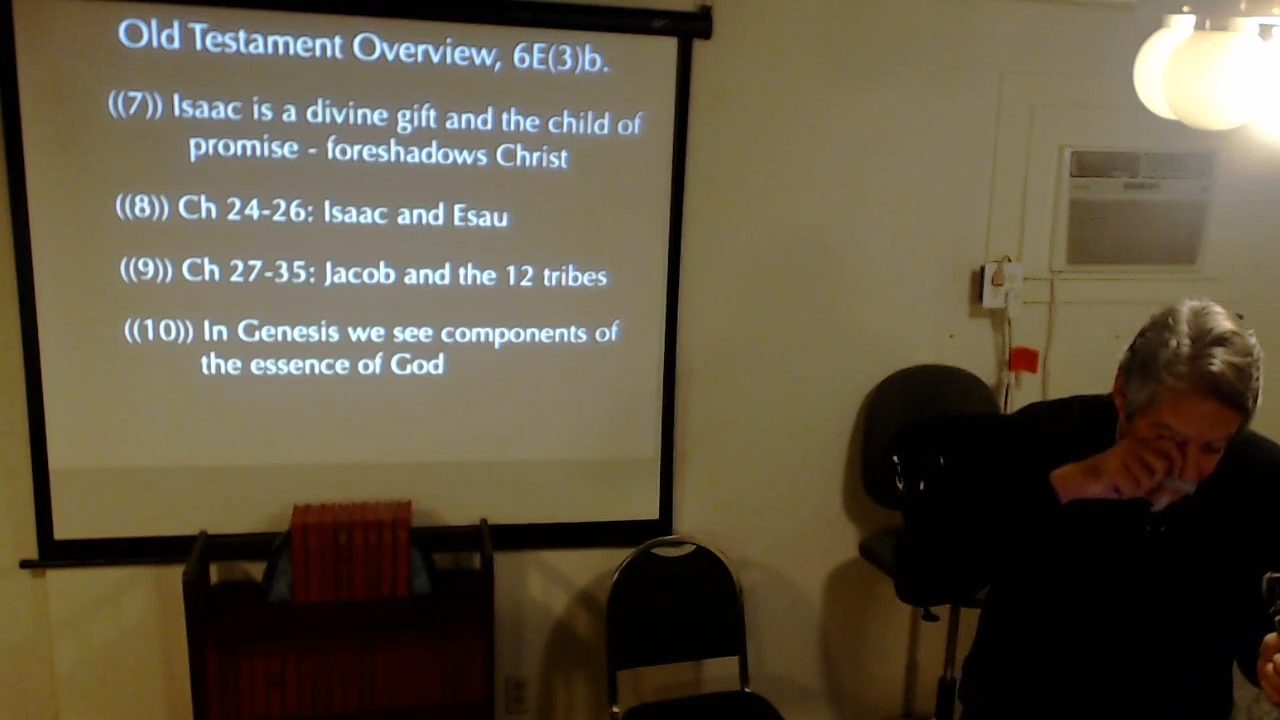 Old Testament Overview, 6E(3)b.
((7)) Isaac is a divine gift and the child of
promise - foreshadows Christ
((8)) Ch 24-26: Isaac and Esau
((9)) Ch 27-35: Jacob and the 12 tribes
((10)) In Genesis we see components of
the essence of God